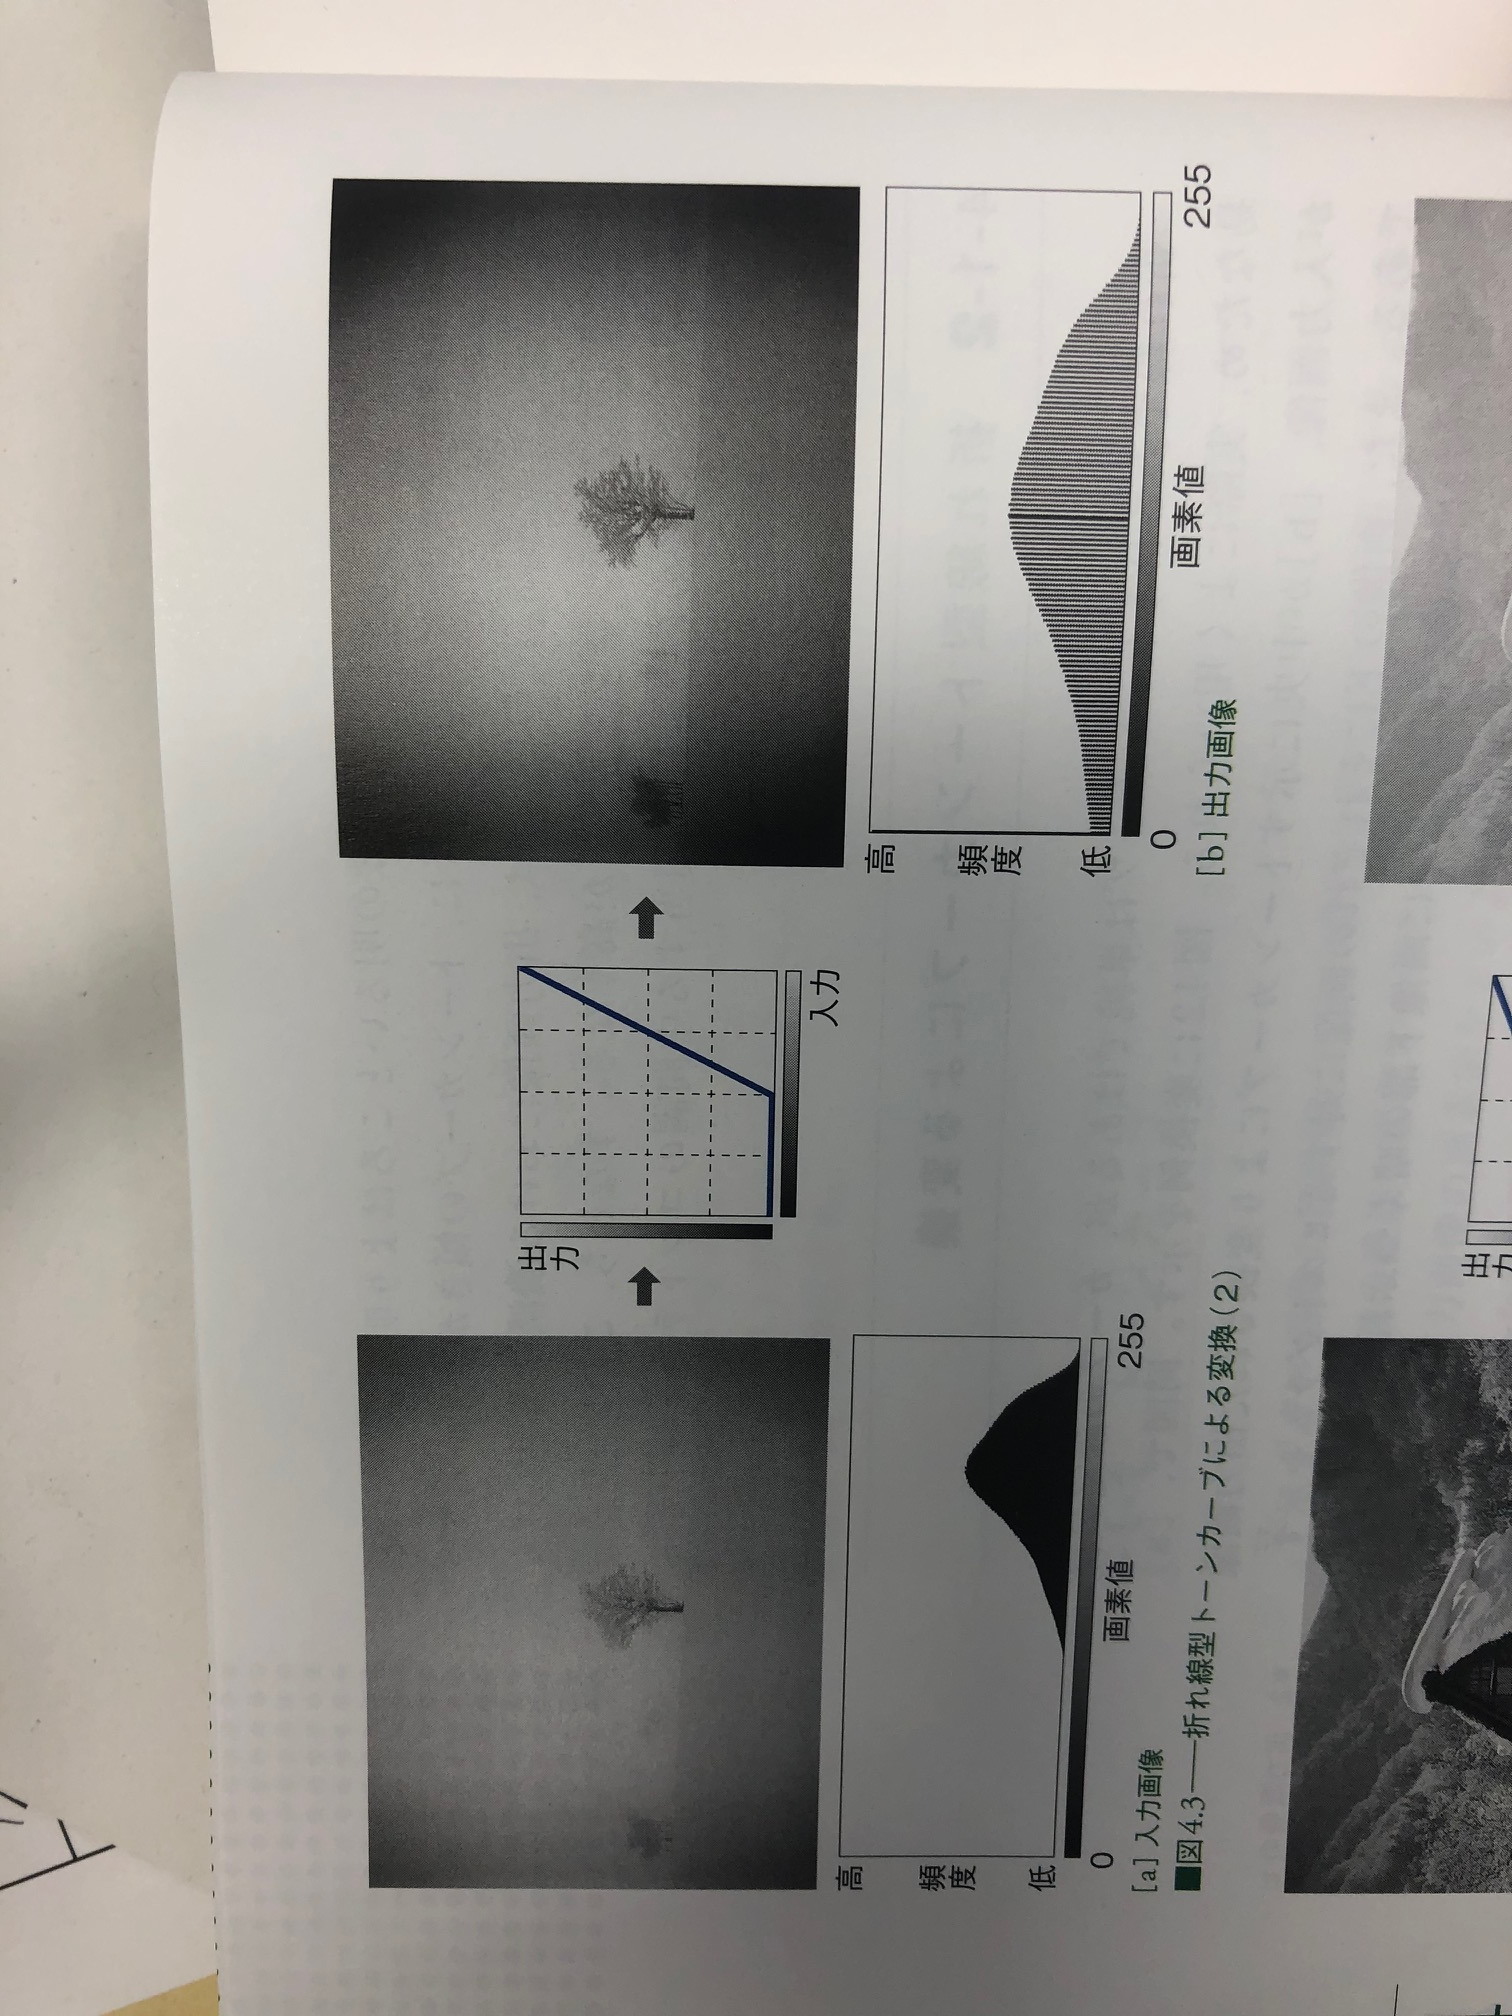 高
頻
度
低
0
画素値
255
[a] 入力画像
出
力
入力
高
頻
度
低
0
画素値
255
[b] 出力画像
■図4.3——折れ線型トーンカーブによる変換(2)
出
力